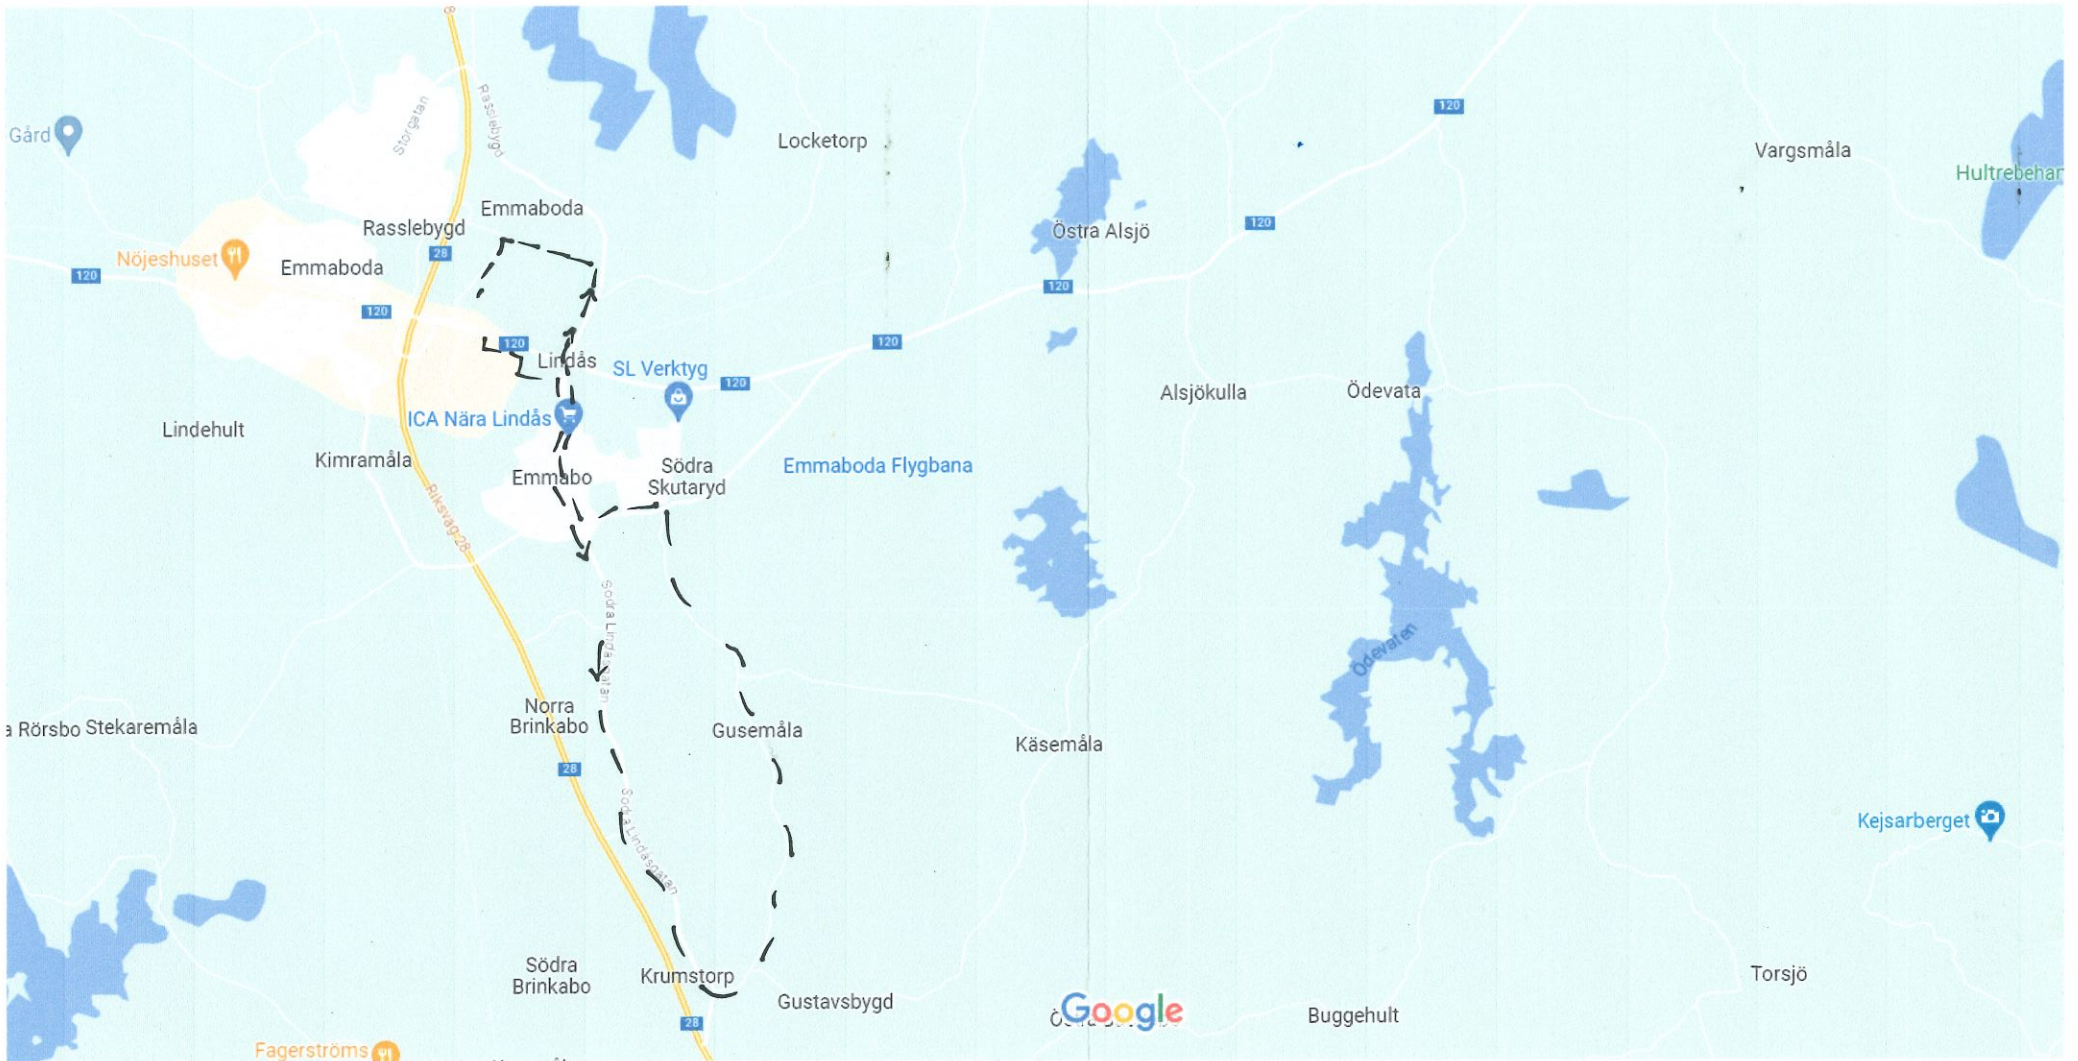 Storgatan
Rasslebygd
Gård
Locketorp
120
Vargsmåla
Hultrebehar
Emmaboda
Rasslebygd
28
120
Östra Alsjö
Nöjeshuset
Emmaboda
120
120
120
120
120
Lindås
SL Verktyg
120
Alsjökulla
Ödevata
ICA Nära Lindås
Lindehult
Kimramåla
Emmabo
Södra
Skutaryd
Emmaboda Flygbana
Riksväg 28
Södra Lindåsgatan
Ödevaten
Norra
Brinkabo
a Rörsbo
Stekaremåla
Gusemåla
Käsemåla
28
Södra Lindåsgatan
Kejsarberget
Södra
Brinkabo
Krumstorp
Gustavsbygd
Torsjö
Google
Buggehult
28
Fagerströms